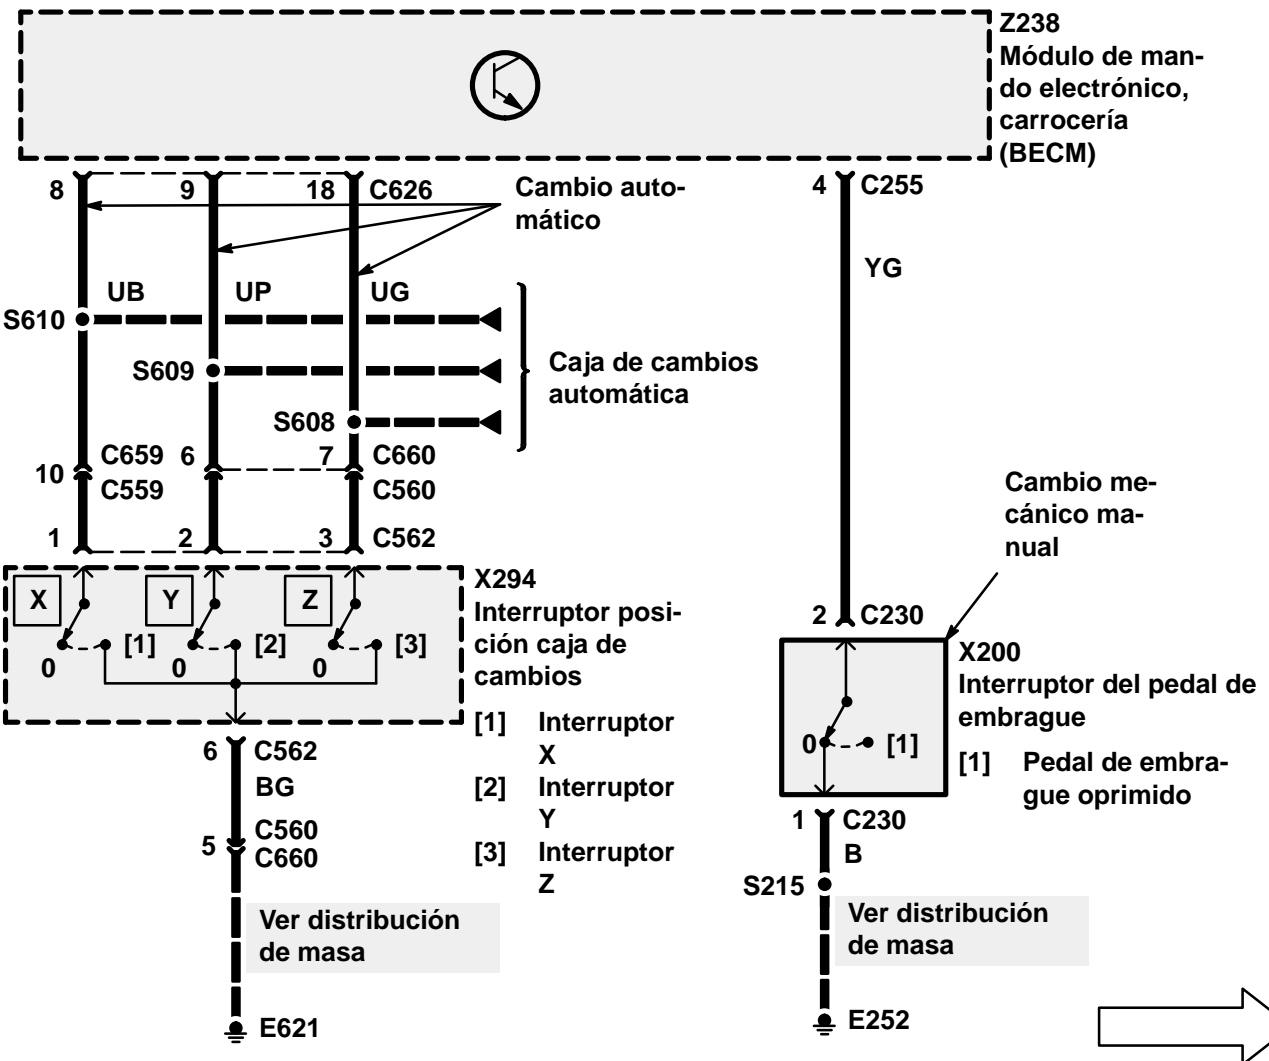 Z238
Módulo de man-
do electrónico,
carrocería
(BECM)
8
9
18
C626
Cambio auto-
mático
4
C255
YG
UB
UP
UG
S610
S609
S608
Caja de cambios
automática
10
C659
C559
6
7
C660
C560
1
2
3
C562
Cambio me-
cánico ma-
nual
X
Y
Z
0
[1]
0
[2]
0
[3]
X294
Interruptor posi-
ción caja de
cambios
[1] Interruptor
X
[2] Interruptor
Y
[3] Interruptor
Z
2
C230
0
[1]
X200
Interruptor del pedal de
embrague
[1] Pedal de embra-
gue oprimido
6
C562
BG
5
C560
C660
Ver distribución
de masa
E621
1
C230
B
S215
Ver distribución
de masa
E252